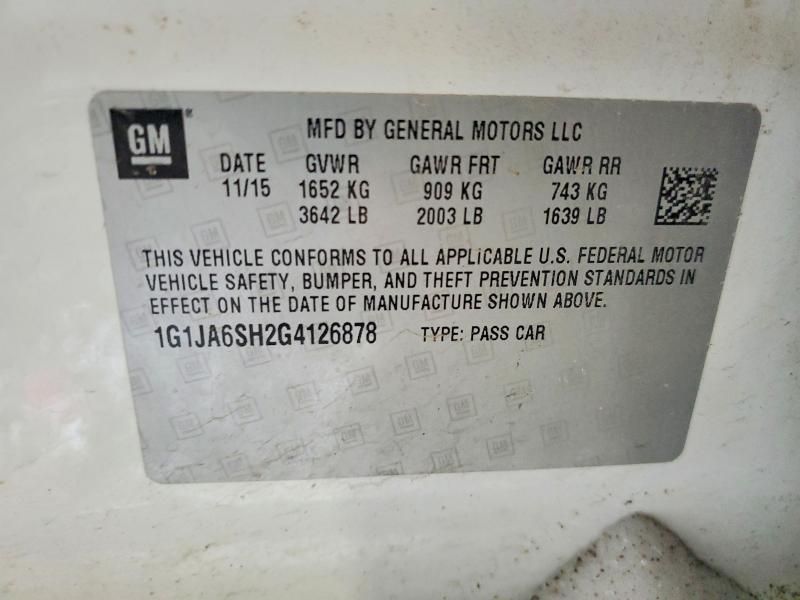 GM
MFD BY GENERAL MOTORS LLC
DATE GVWR GAWR FRT GAWR RR
11/15 1652 KG 909 KG 743 KG
3642 LB 2003 LB 1639 LB
THIS VEHICLE CONFORMS TO ALL APPLICABLE U.S. FEDERAL MOTOR
VEHICLE SAFETY, BUMPER, AND THEFT PREVENTION STANDARDS IN
EFFECT ON THE DATE OF MANUFACTURE SHOWN ABOVE.
1G1JA6SH2G4126878 TYPE: PASS CAR